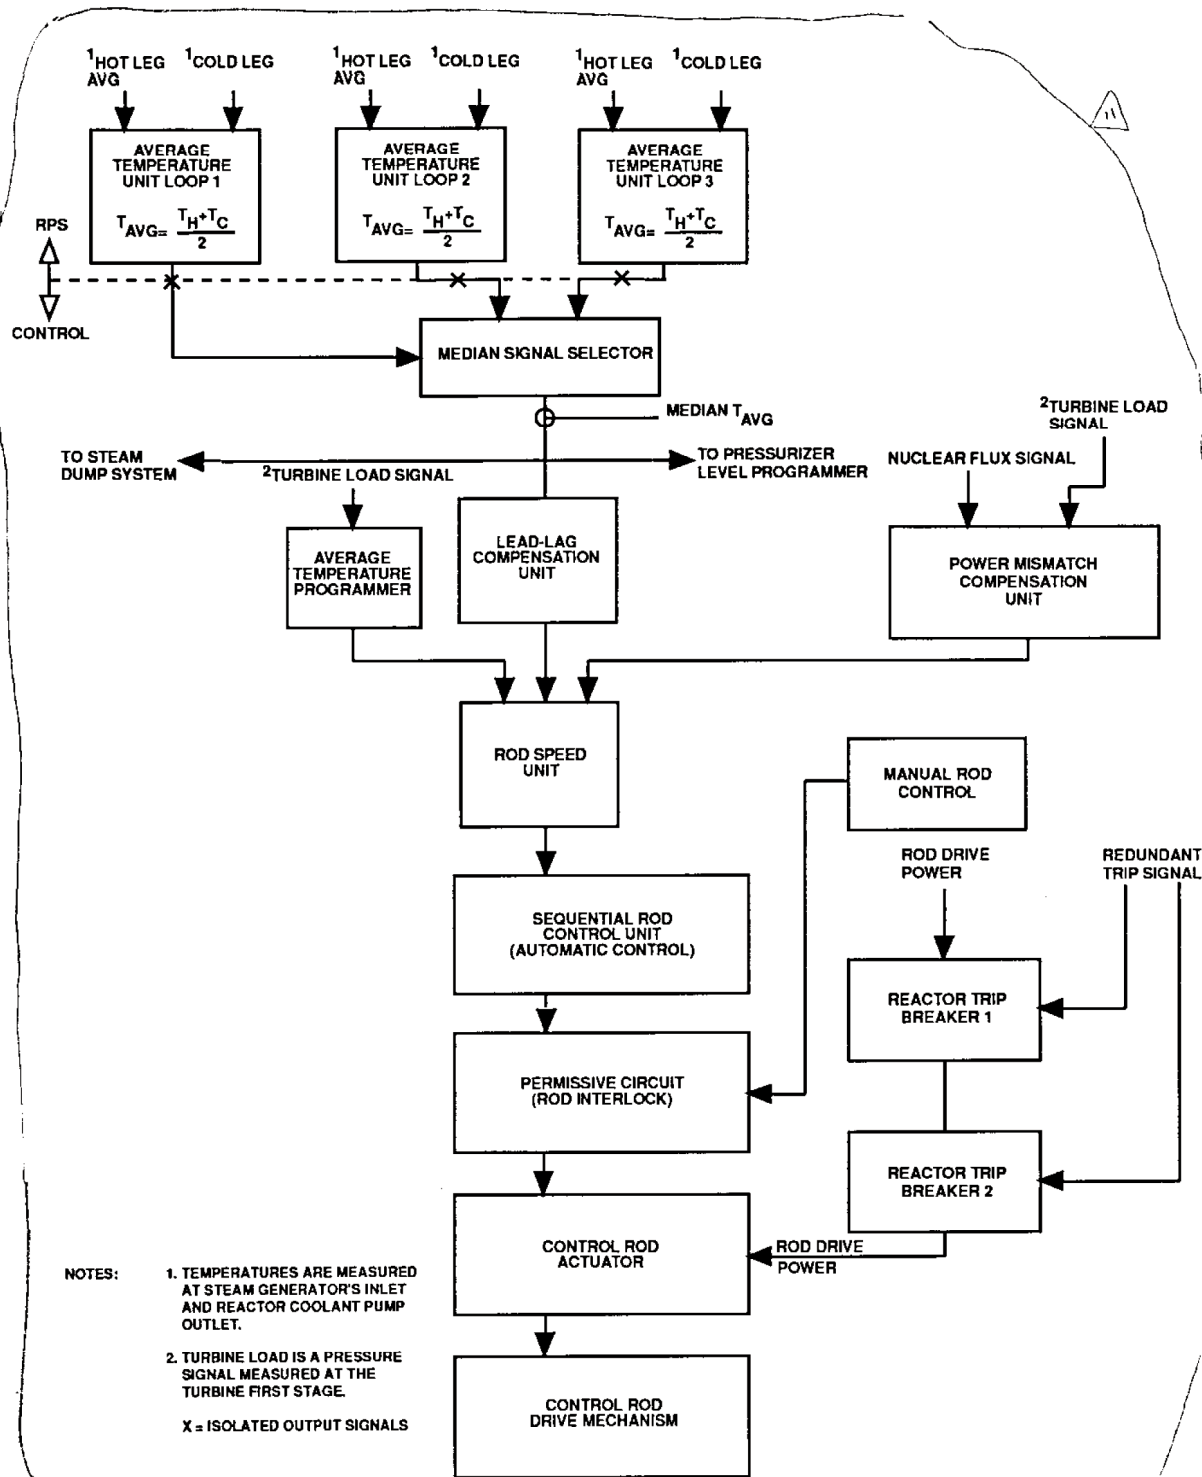 1HOT LEG AVG
1COLD LEG
1HOT LEG AVG
1COLD LEG
1HOT LEG AVG
1COLD LEG
11
AVERAGE
TEMPERATURE
UNIT LOOP 1
TAVG= TH+TC
2
AVERAGE
TEMPERATURE
UNIT LOOP 2
TAVG= TH+TC
2
AVERAGE
TEMPERATURE
UNIT LOOP 3
TAVG= TH+TC
2
RPS
CONTROL
MEDIAN SIGNAL SELECTOR
MEDIAN TAVG
2TURBINE LOAD
SIGNAL
TO STEAM
DUMP SYSTEM
TO PRESSURIZER
LEVEL PROGRAMMER
NUCLEAR FLUX SIGNAL
2TURBINE LOAD SIGNAL
AVERAGE
TEMPERATURE
PROGRAMMER
LEAD-LAG
COMPENSATION
UNIT
POWER MISMATCH
COMPENSATION
UNIT
ROD SPEED
UNIT
MANUAL ROD
CONTROL
ROD DRIVE
POWER
REDUNDANT
TRIP SIGNAL
SEQUENTIAL ROD
CONTROL UNIT
(AUTOMATIC CONTROL)
REACTOR TRIP
BREAKER 1
PERMISSIVE CIRCUIT
(ROD INTERLOCK)
REACTOR TRIP
BREAKER 2
CONTROL ROD
ACTUATOR
ROD DRIVE
POWER
NOTES:
1. TEMPERATURES ARE MEASURED
AT STEAM GENERATOR'S INLET
AND REACTOR COOLANT PUMP
OUTLET.
2. TURBINE LOAD IS A PRESSURE
SIGNAL MEASURED AT THE
TURBINE FIRST STAGE.
X = ISOLATED OUTPUT SIGNALS
CONTROL ROD
DRIVE MECHANISM